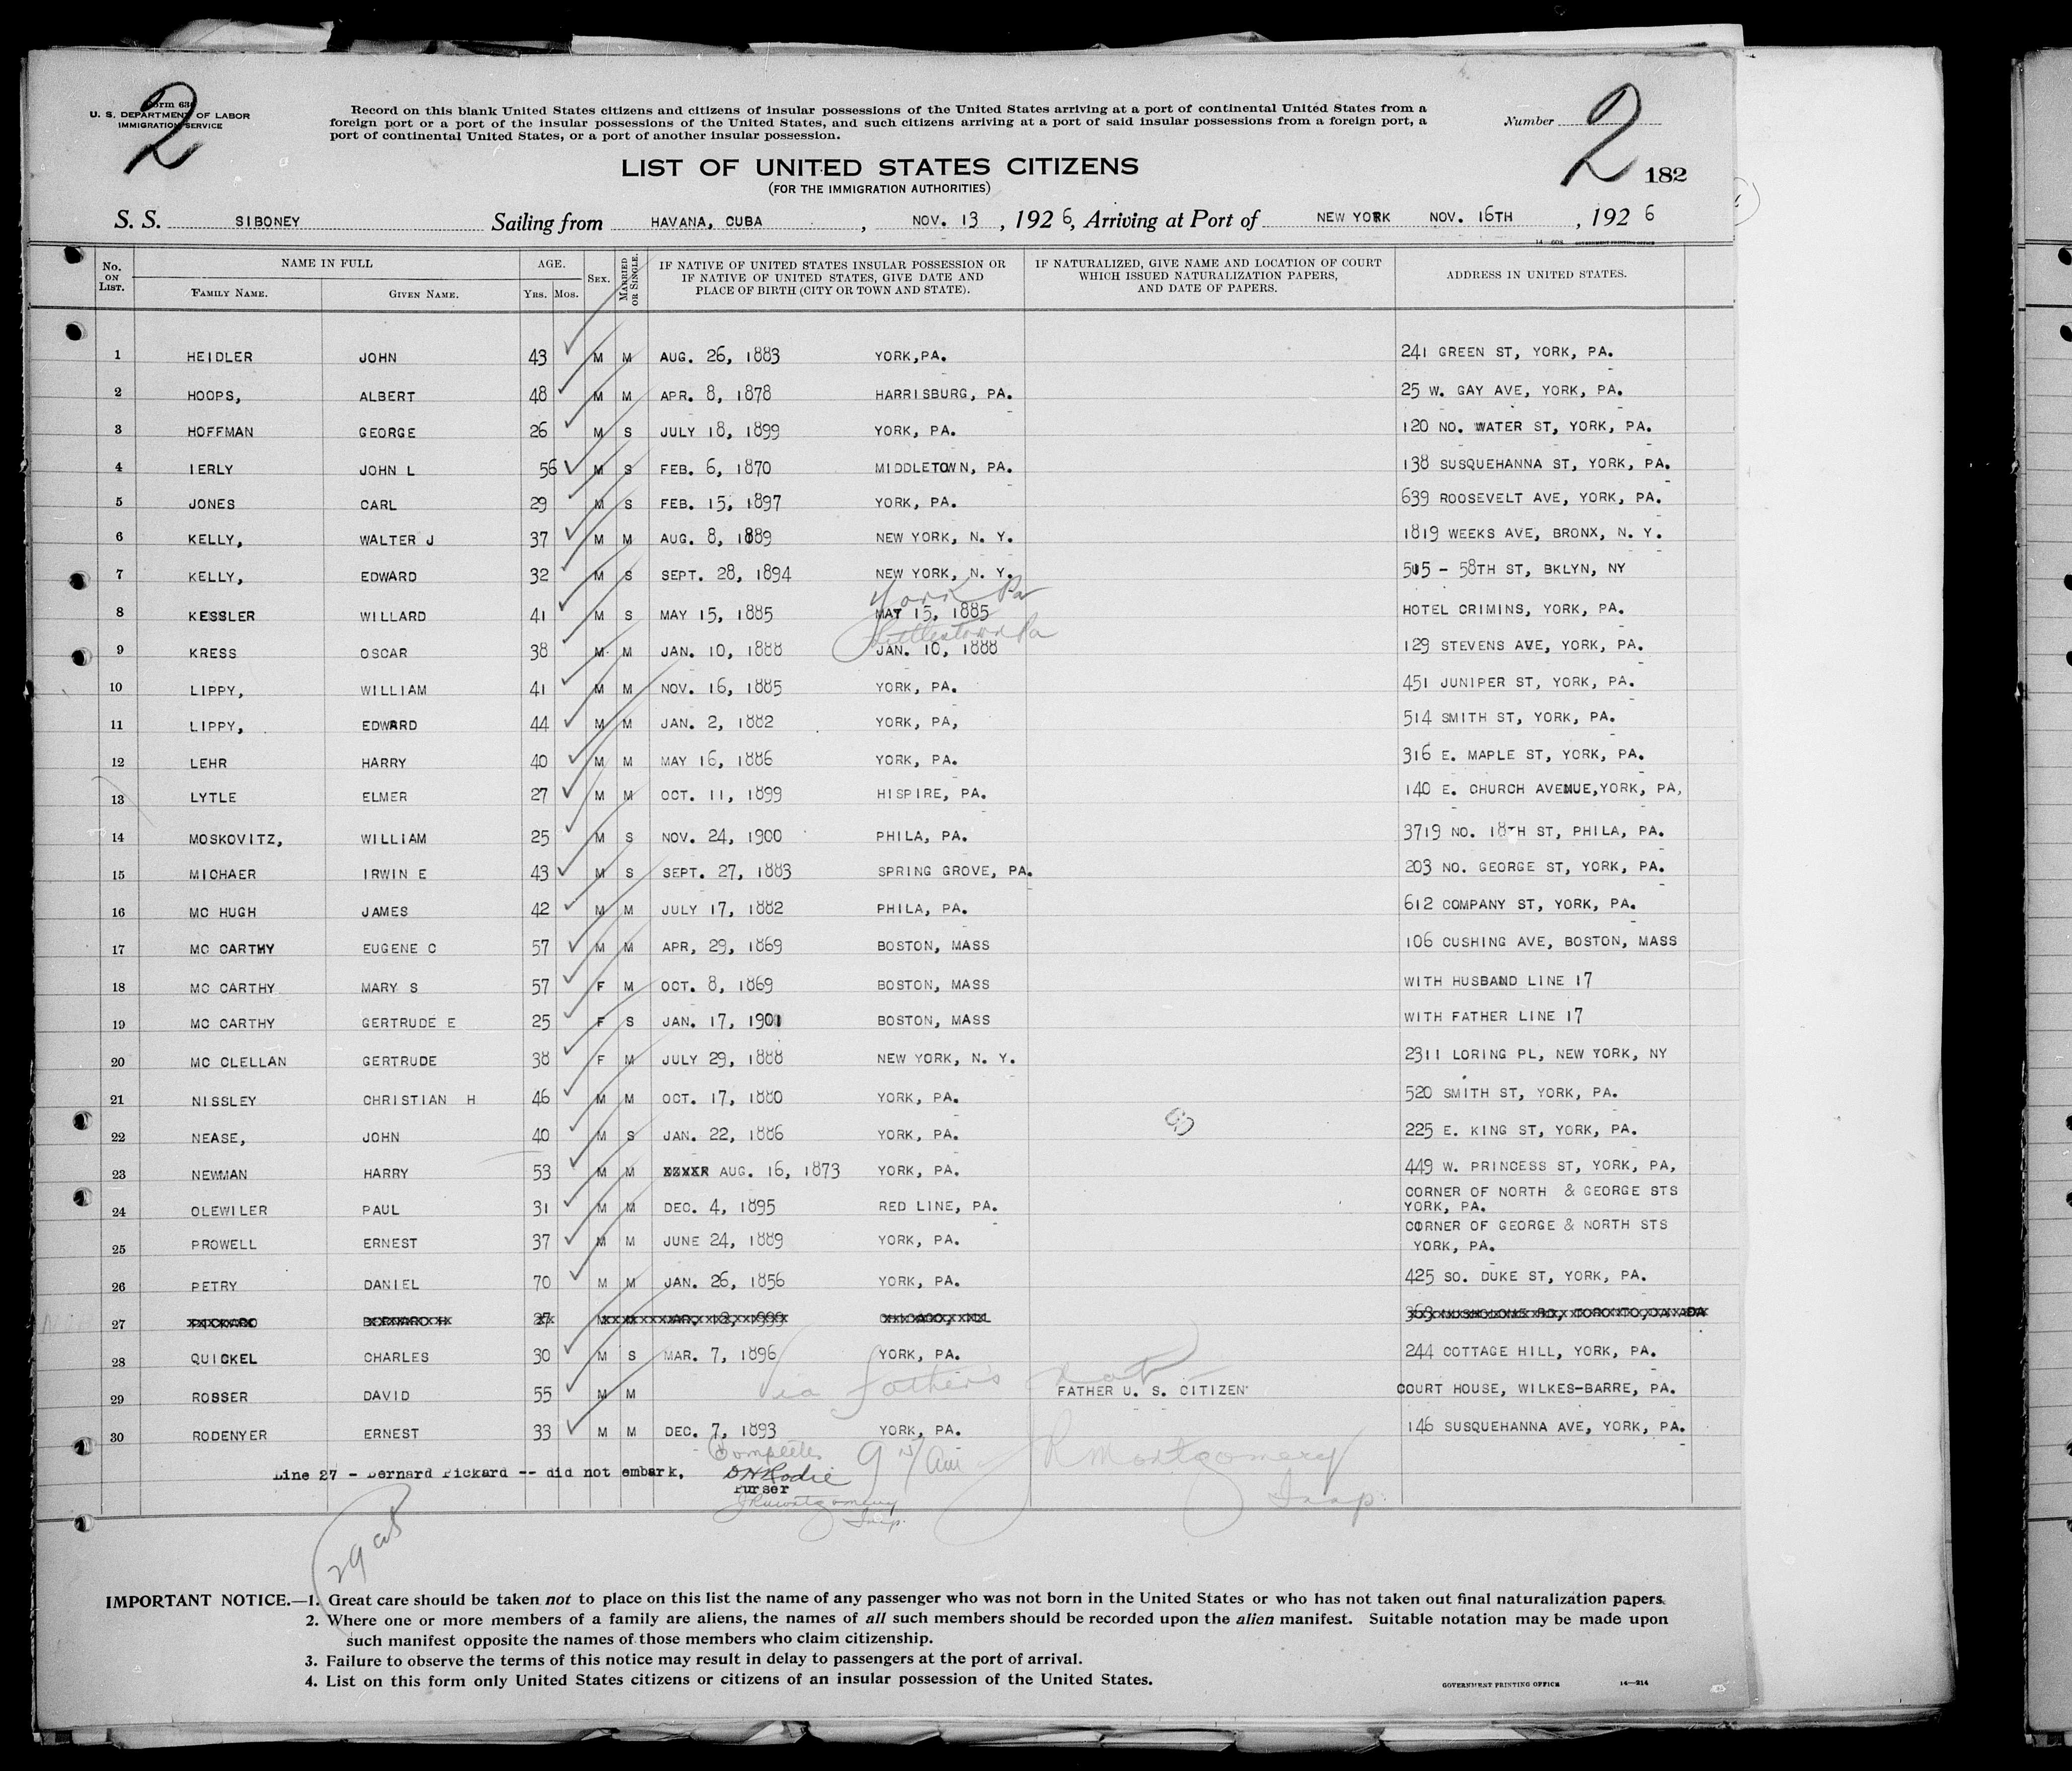 Form 630
U. S. DEPARTMENT OF LABOR
IMMIGRATION SERVICE
2
Record on this blank United States citizens and citizens of insular possessions of the United States arriving at a port of continental United States from a
foreign port or a port of the insular possessions of the United States, and such citizens arriving at a port of said insular possessions from a foreign port, a
port of continental United States, or a port of another insular possession.
Number 2
182
LIST OF UNITED STATES CITIZENS
(FOR THE IMMIGRATION AUTHORITIES)
S. S. SIBONEY Sailing from HAVANA, CUBA , NOV. 13 , 1926, Arriving at Port of NEW YORK NOV. 16TH , 1926
No. ON LIST. NAME IN FULL FAMILY NAME. GIVEN NAME. AGE. YRS. MOS. SEX. MARRIED OR SINGLE. IF NATIVE OF UNITED STATES INSULAR POSSESSION OR IF NATIVE OF UNITED STATES, GIVE DATE AND PLACE OF BIRTH (CITY OR TOWN AND STATE). IF NATURALIZED, GIVE NAME AND LOCATION OF COURT WHICH ISSUED NATURALIZATION PAPERS, AND DATE OF PAPERS. ADDRESS IN UNITED STATES.
1 HEIDLER JOHN 43 M M AUG. 26, 1883 YORK,PA. 241 GREEN ST, YORK, PA.
2 HOOPS, ALBERT 48 M M APR. 8, 1878 HARRISBURG, PA. 25 W. GAY AVE, YORK, PA.
3 HOFFMAN GEORGE 26 M S JULY 18, 1899 YORK, PA. 120 NO. WATER ST, YORK, PA.
4 IERLY JOHN L 56 M S FEB. 6, 1870 MIDDLETOWN, PA. 138 SUSQUEHANNA ST, YORK, PA.
5 JONES CARL 29 M S FEB. 15, 1897 YORK, PA. 639 ROOSEVELT AVE, YORK, PA.
6 KELLY, WALTER J 37 M M AUG. 8, 1889 NEW YORK, N. Y. 1819 WEEKS AVE, BRONX, N. Y.
7 KELLY, EDWARD 32 M S SEPT. 28, 1894 NEW YORK, N. Y. 505 - 58TH ST, BKLYN, NY
York Pa
8 KESSLER WILLARD 41 M S MAY 15, 1885 MAY 15, 1885 HOTEL CRIMINS, YORK, PA.
Littlestown Pa
9 KRESS OSCAR 38 M M JAN. 10, 1888 JAN. 10, 1888 129 STEVENS AVE, YORK, PA.
10 LIPPY, WILLIAM 41 M M NOV. 16, 1885 YORK, PA. 451 JUNIPER ST, YORK, PA.
11 LIPPY, EDWARD 44 M M JAN. 2, 1882 YORK, PA, 514 SMITH ST, YORK, PA.
12 LEHR HARRY 40 M M MAY 16, 1886 YORK, PA. 316 E. MAPLE ST, YORK, PA.
13 LYTLE ELMER 27 M M OCT. 11, 1899 HISPIRE, PA. 140 E. CHURCH AVENUE,YORK, PA,
14 MOSKOVITZ, WILLIAM 25 M S NOV. 24, 1900 PHILA, PA. 3719 NO. 18TH ST, PHILA, PA.
15 MICHAER IRWIN E 43 M S SEPT. 27, 1883 SPRING GROVE, PA. 203 NO. GEORGE ST, YORK, PA.
16 MC HUGH JAMES 42 M M JULY 17, 1882 PHILA, PA. 612 COMPANY ST, YORK, PA.
17 MC CARTHY EUGENE C 57 M M APR, 29, 1869 BOSTON, MASS 106 CUSHING AVE, BOSTON, MASS
18 MC CARTHY MARY S 57 F M OCT. 8, 1869 BOSTON, MASS WITH HUSBAND LINE 17
19 MC CARTHY GERTRUDE E 25 F S JAN. 17, 1901 BOSTON, MASS WITH FATHER LINE 17
20 MC CLELLAN GERTRUDE 38 F M JULY 29, 1888 NEW YORK, N. Y. 2311 LORING PL, NEW YORK, NY
21 NISSLEY CHRISTIAN H 46 M M OCT. 17, 1880 YORK, PA. 520 SMITH ST, YORK, PA.
22 NEASE, JOHN 40 M S JAN. 22, 1886 YORK, PA. 225 E. KING ST, YORK, PA.
23 NEWMAN HARRY 53 M M AUG. 16, 1873 YORK, PA. 449 W. PRINCESS ST, YORK, PA,
24 OLEWILER PAUL 31 M M DEC. 4, 1895 RED LINE, PA. CORNER OF NORTH & GEORGE STS YORK, PA.
25 PROWELL ERNEST 37 M M JUNE 24, 1889 YORK, PA. CORNER OF GEORGE & NORTH STS YORK, PA.
26 PETRY DANIEL 70 M M JAN. 26, 1856 YORK, PA. 425 SO. DUKE ST, YORK, PA.
27
28 QUICKEL CHARLES 30 M S MAR. 7, 1896 YORK, PA. 244 COTTAGE HILL, YORK, PA.
via father's nat
29 ROSSER DAVID 55 M M FATHER U. S. CITIZEN COURT HOUSE, WILKES-BARRE, PA.
30 RODENYER ERNEST 33 M M DEC. 7, 1893 YORK, PA. 146 SUSQUEHANNA AVE, YORK, PA.
Complete
Line 27 - Bernard Pickard -- did not embark,
Purser
JR Montgomery
Insp.
JR Montgomery
Insp.
IMPORTANT NOTICE.—1. Great care should be taken not to place on this list the name of any passenger who was not born in the United States or who has not taken out final naturalization papers.
2. Where one or more members of a family are aliens, the names of all such members should be recorded upon the alien manifest. Suitable notation may be made upon
such manifest opposite the names of those members who claim citizenship.
3. Failure to observe the terms of this notice may result in delay to passengers at the port of arrival.
4. List on this form only United States citizens or citizens of an insular possession of the United States.
GOVERNMENT PRINTING OFFICE 14—214